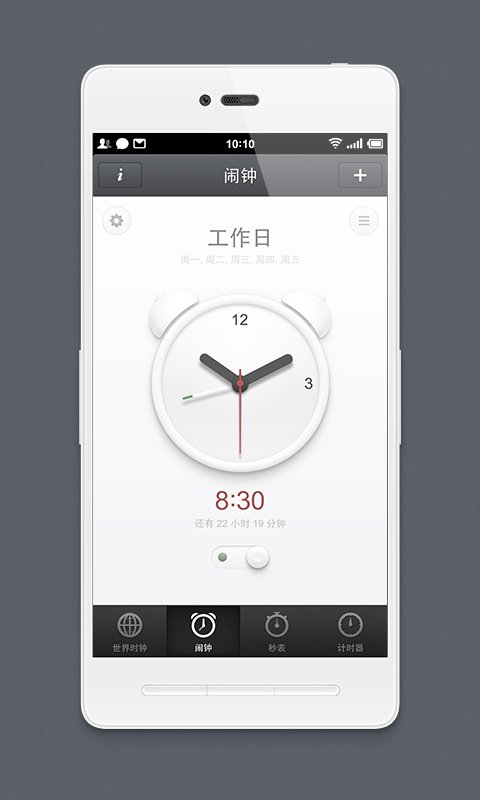 10:10
i
闹钟
+
工作日
周一, 周二, 周三, 周四, 周五
12
3
8:30
还有 22 小时 19 分钟
世界时钟
闹钟
秒表
计时器